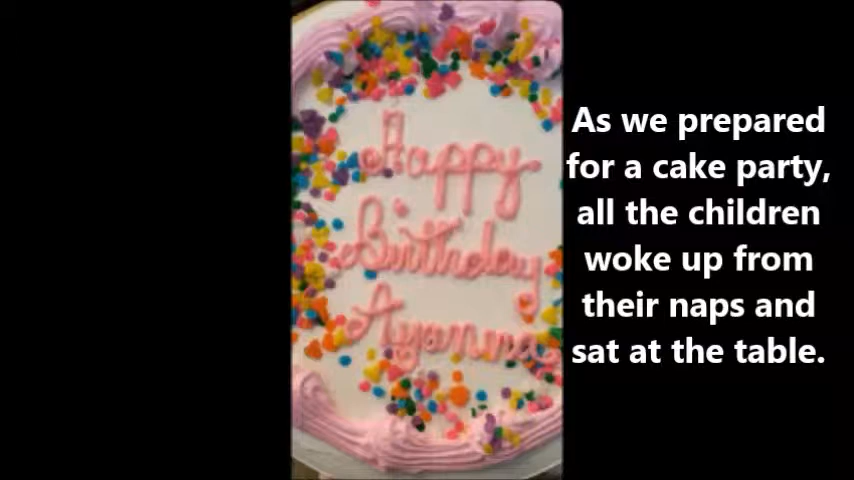 Happy
Birthday
Ayanna
As we prepared
for a cake party,
all the children
woke up from
their naps and
sat at the table.